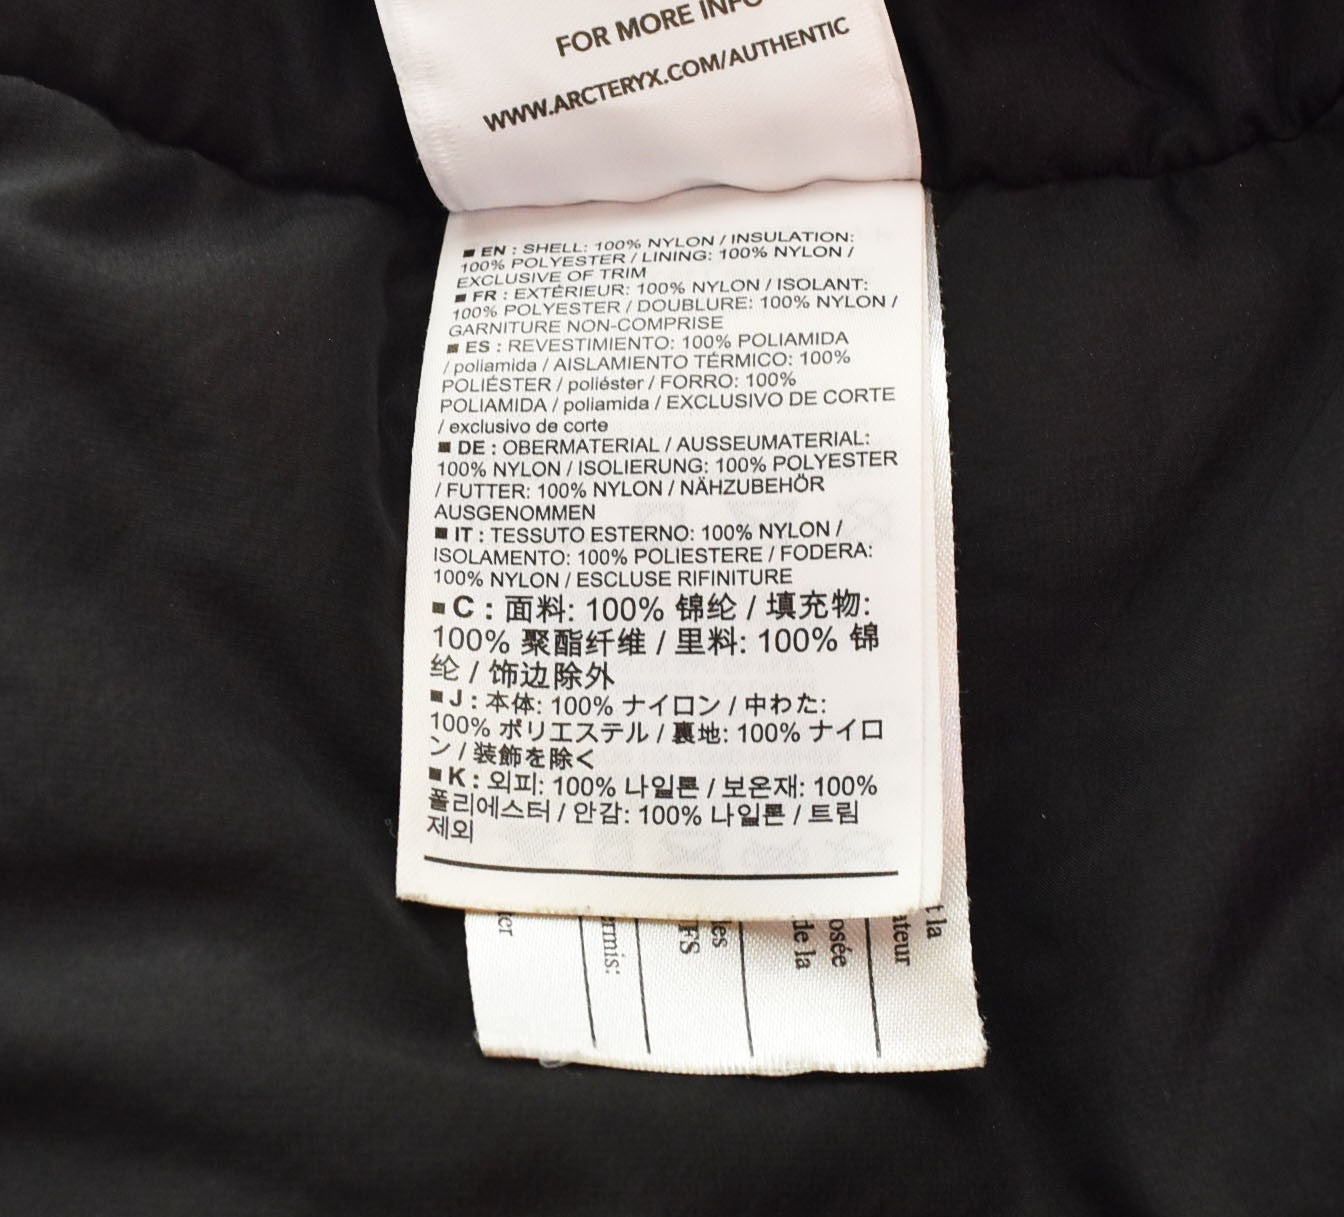 FOR MORE INFO
WWW.ARCTERYX.COM/AUTHENTIC
■ EN : SHELL: 100% NYLON / INSULATION:
100% POLYESTER / LINING: 100% NYLON /
EXCLUSIVE OF TRIM
■ FR : EXTÉRIEUR: 100% NYLON / ISOLANT:
100% POLYESTER / DOUBLURE: 100% NYLON /
GARNITURE NON-COMPRISE
■ ES : REVESTIMIENTO: 100% POLIAMIDA
/ poliamida / AISLAMIENTO TÉRMICO: 100%
POLIÉSTER / poliéster / FORRO: 100%
POLIAMIDA / poliamida / EXCLUSIVO DE CORTE
/ exclusivo de corte
■ DE : OBERMATERIAL / AUSSEUMATERIAL:
100% NYLON / ISOLIERUNG: 100% POLYESTER
/ FUTTER: 100% NYLON / NÄHZUBEHÖR
AUSGENOMMEN
■ IT : TESSUTO ESTERNO: 100% NYLON /
ISOLAMENTO: 100% POLIESTERE / FODERA:
100% NYLON / ESCLUSE RIFINITURE
■ C : 面料: 100% 锦纶 / 填充物:
100% 聚酯纤维 / 里料: 100% 锦
纶 / 饰边除外
■ J : 本体: 100% ナイロン / 中わた:
100% ポリエステル / 裏地: 100% ナイロ
ン / 装飾を除く
■ K : 외피: 100% 나일론 / 보온재: 100%
폴리에스터 / 안감: 100% 나일론 / 트림
제외
t la
ateur
osée
de la
les
ermis: